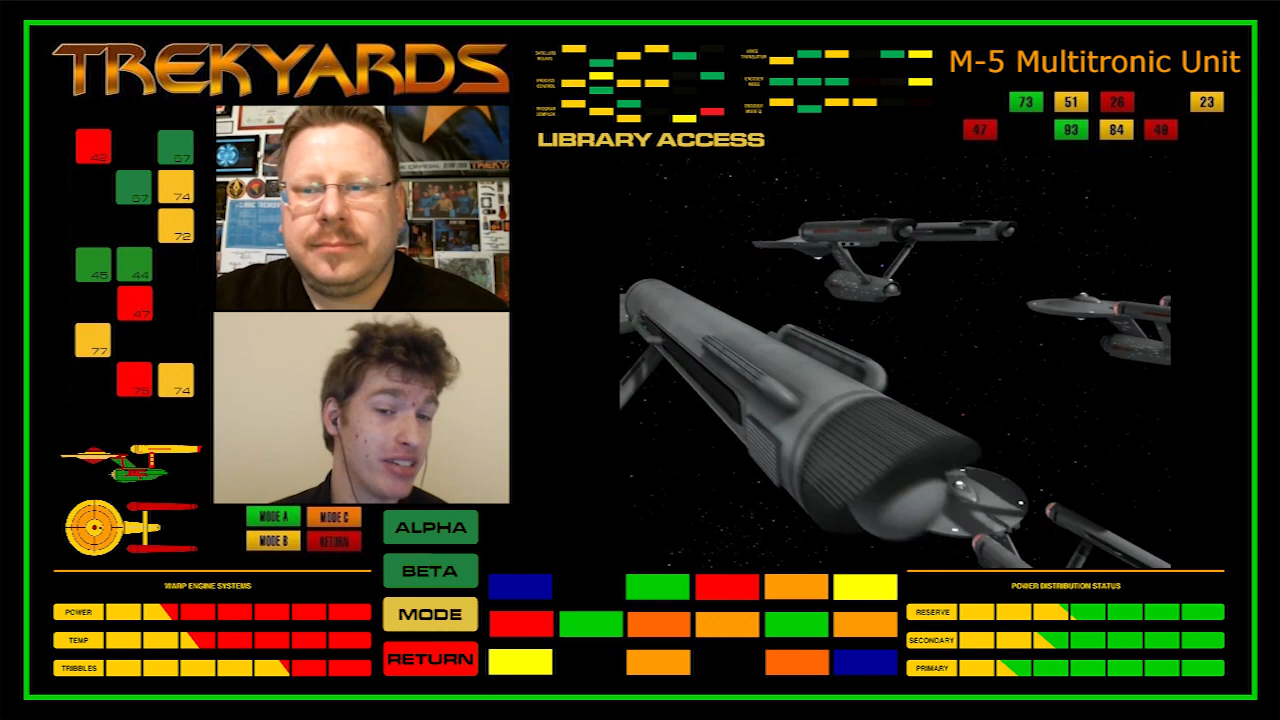 TREKYARDS
M-5 Multitronic Unit
73 51 26 23
47 93 84 49
LIBRARY ACCESS
42 57
57 74
72
45 44
47
77
75 74
MODE A MODE C
MODE B RETURN
ALPHA
BETA
MODE
RETURN
WARP ENGINE SYSTEMS
POWER
TEMP
TRIBBLES
POWER DISTRIBUTION STATUS
RESERVE
SECONDARY
PRIMARY